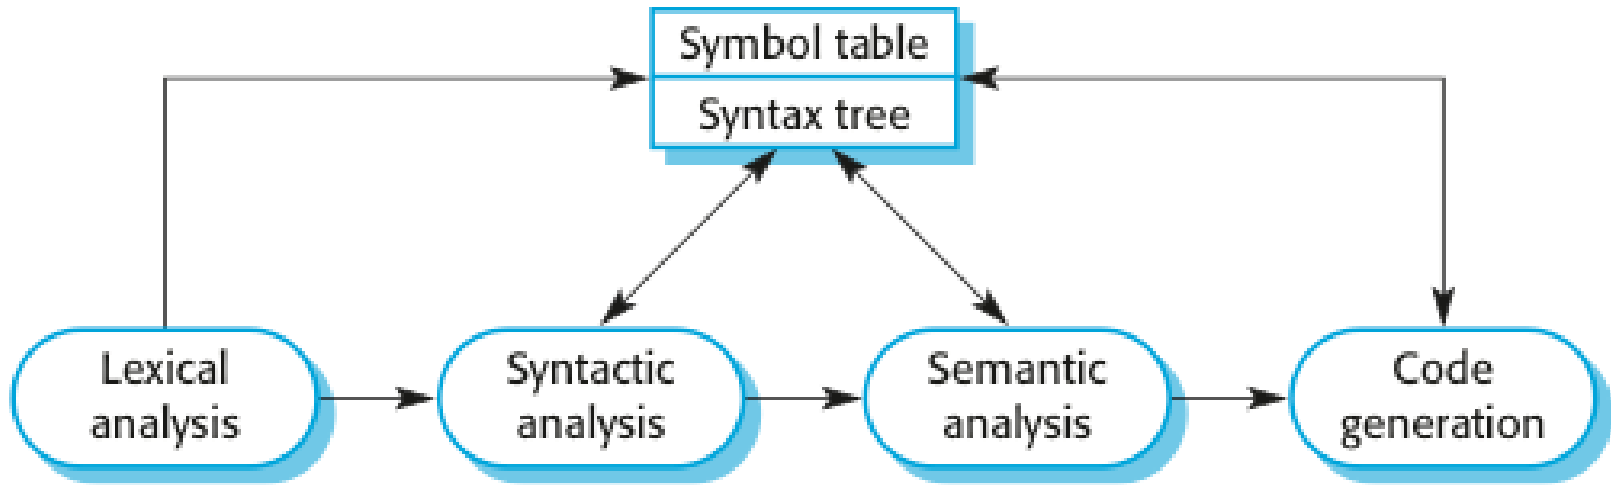 Symbol table
Syntax tree
Lexical
analysis
Syntactic
analysis
Semantic
analysis
Code
generation